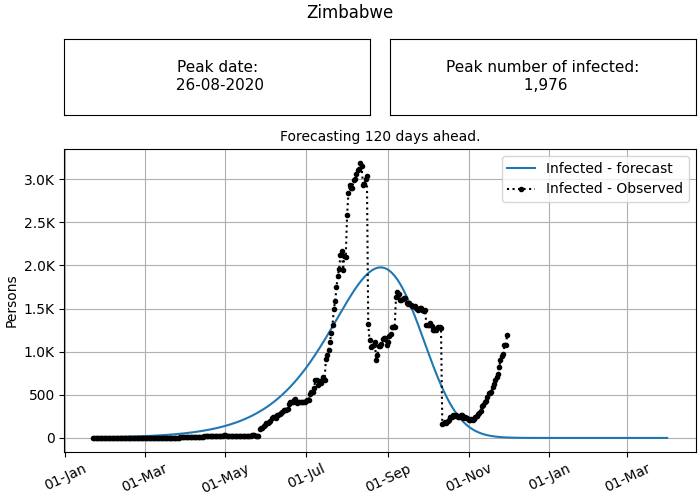 Zimbabwe
Peak date:
26-08-2020
Peak number of infected:
1,976
Forecasting 120 days ahead.
Infected - forecast
Infected - Observed
3.0K
2.5K
2.0K
1.5K
1.0K
500
0
Persons
01-Jan
01-Mar
01-May
01-Jul
01-Sep
01-Nov
01-Jan
01-Mar